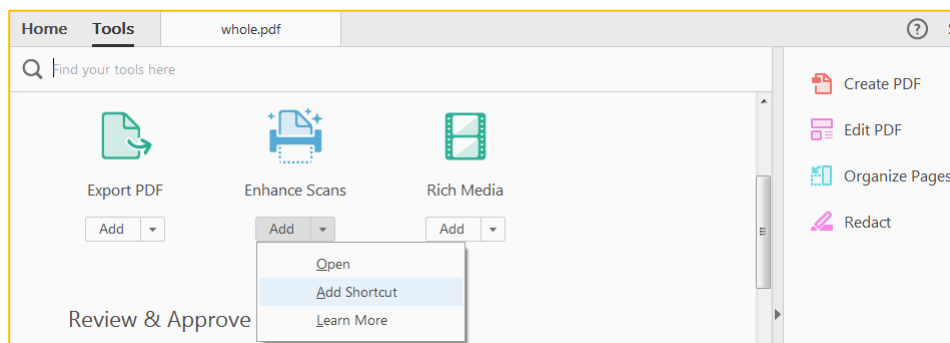 Home Tools whole.pdf ?
Find your tools here
Create PDF
Edit PDF
Organize Pages
Redact
Export PDF Enhance Scans Rich Media
Add Add Add
Open
Add Shortcut
Learn More
Review & Approve